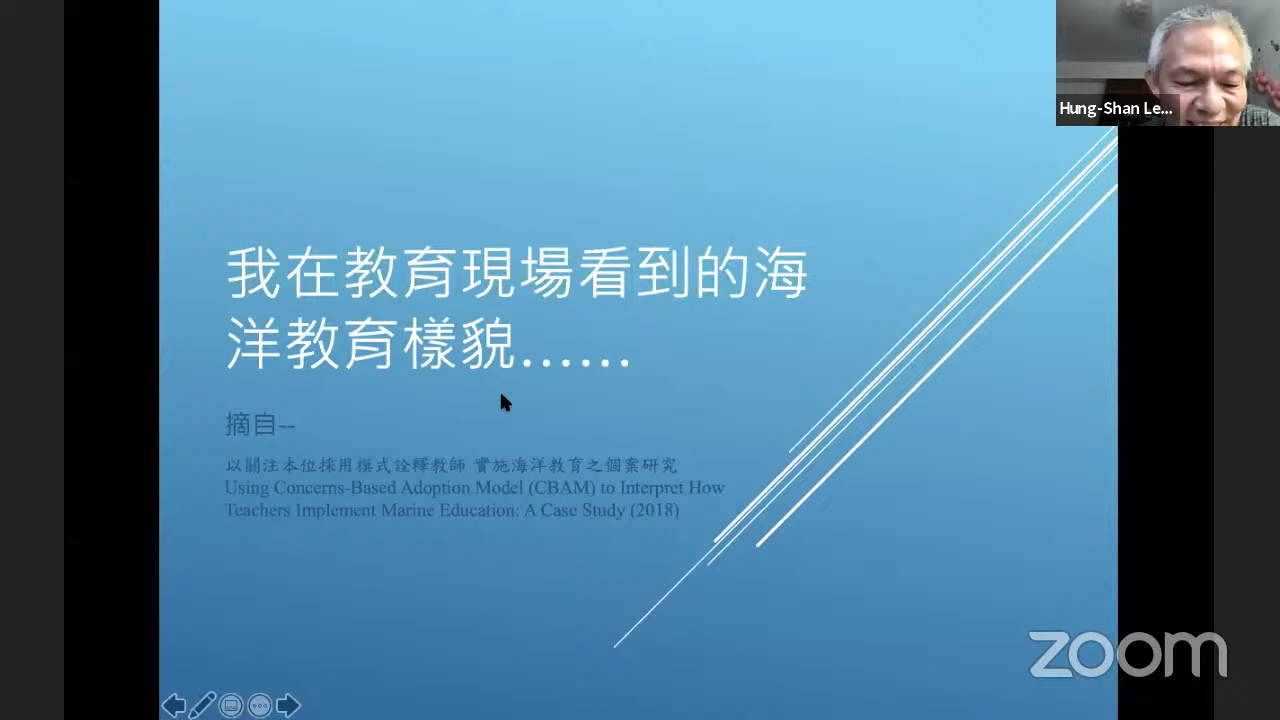 Hung-Shan Le...
我在教育現場看到的海
洋教育樣貌......
摘自--
以關注本位採用模式詮釋教師 實施海洋教育之個案研究
Using Concerns-Based Adoption Model (CBAM) to Interpret How
Teachers Implement Marine Education: A Case Study (2018)
zoom